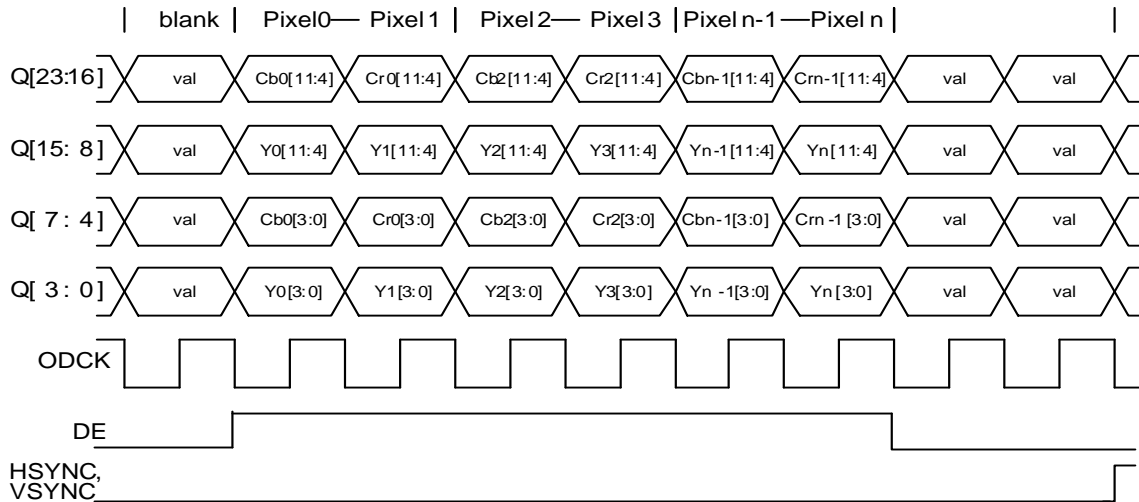 blank | Pixel0— Pixel1 | Pixel2— Pixel3 | Pixeln-1—Pixeln
Q[23:16] val Cb0[11:4] Cr0[11:4] Cb2[11:4] Cr2[11:4] Cbn-1[11:4] Crn-1[11:4] val val
Q[15: 8] val Y0[11:4] Y1[11:4] Y2[11:4] Y3[11:4] Yn-1[11:4] Yn[11:4] val val
Q[ 7: 4] val Cb0[3:0] Cr0[3:0] Cb2[3:0] Cr2[3:0] Cbn-1[3:0] Crn-1[3:0] val val
Q[ 3: 0] val Y0[3:0] Y1[3:0] Y2[3:0] Y3[3:0] Yn-1[3:0] Yn[3:0] val val
ODCK
DE
HSYNC,
VSYNC